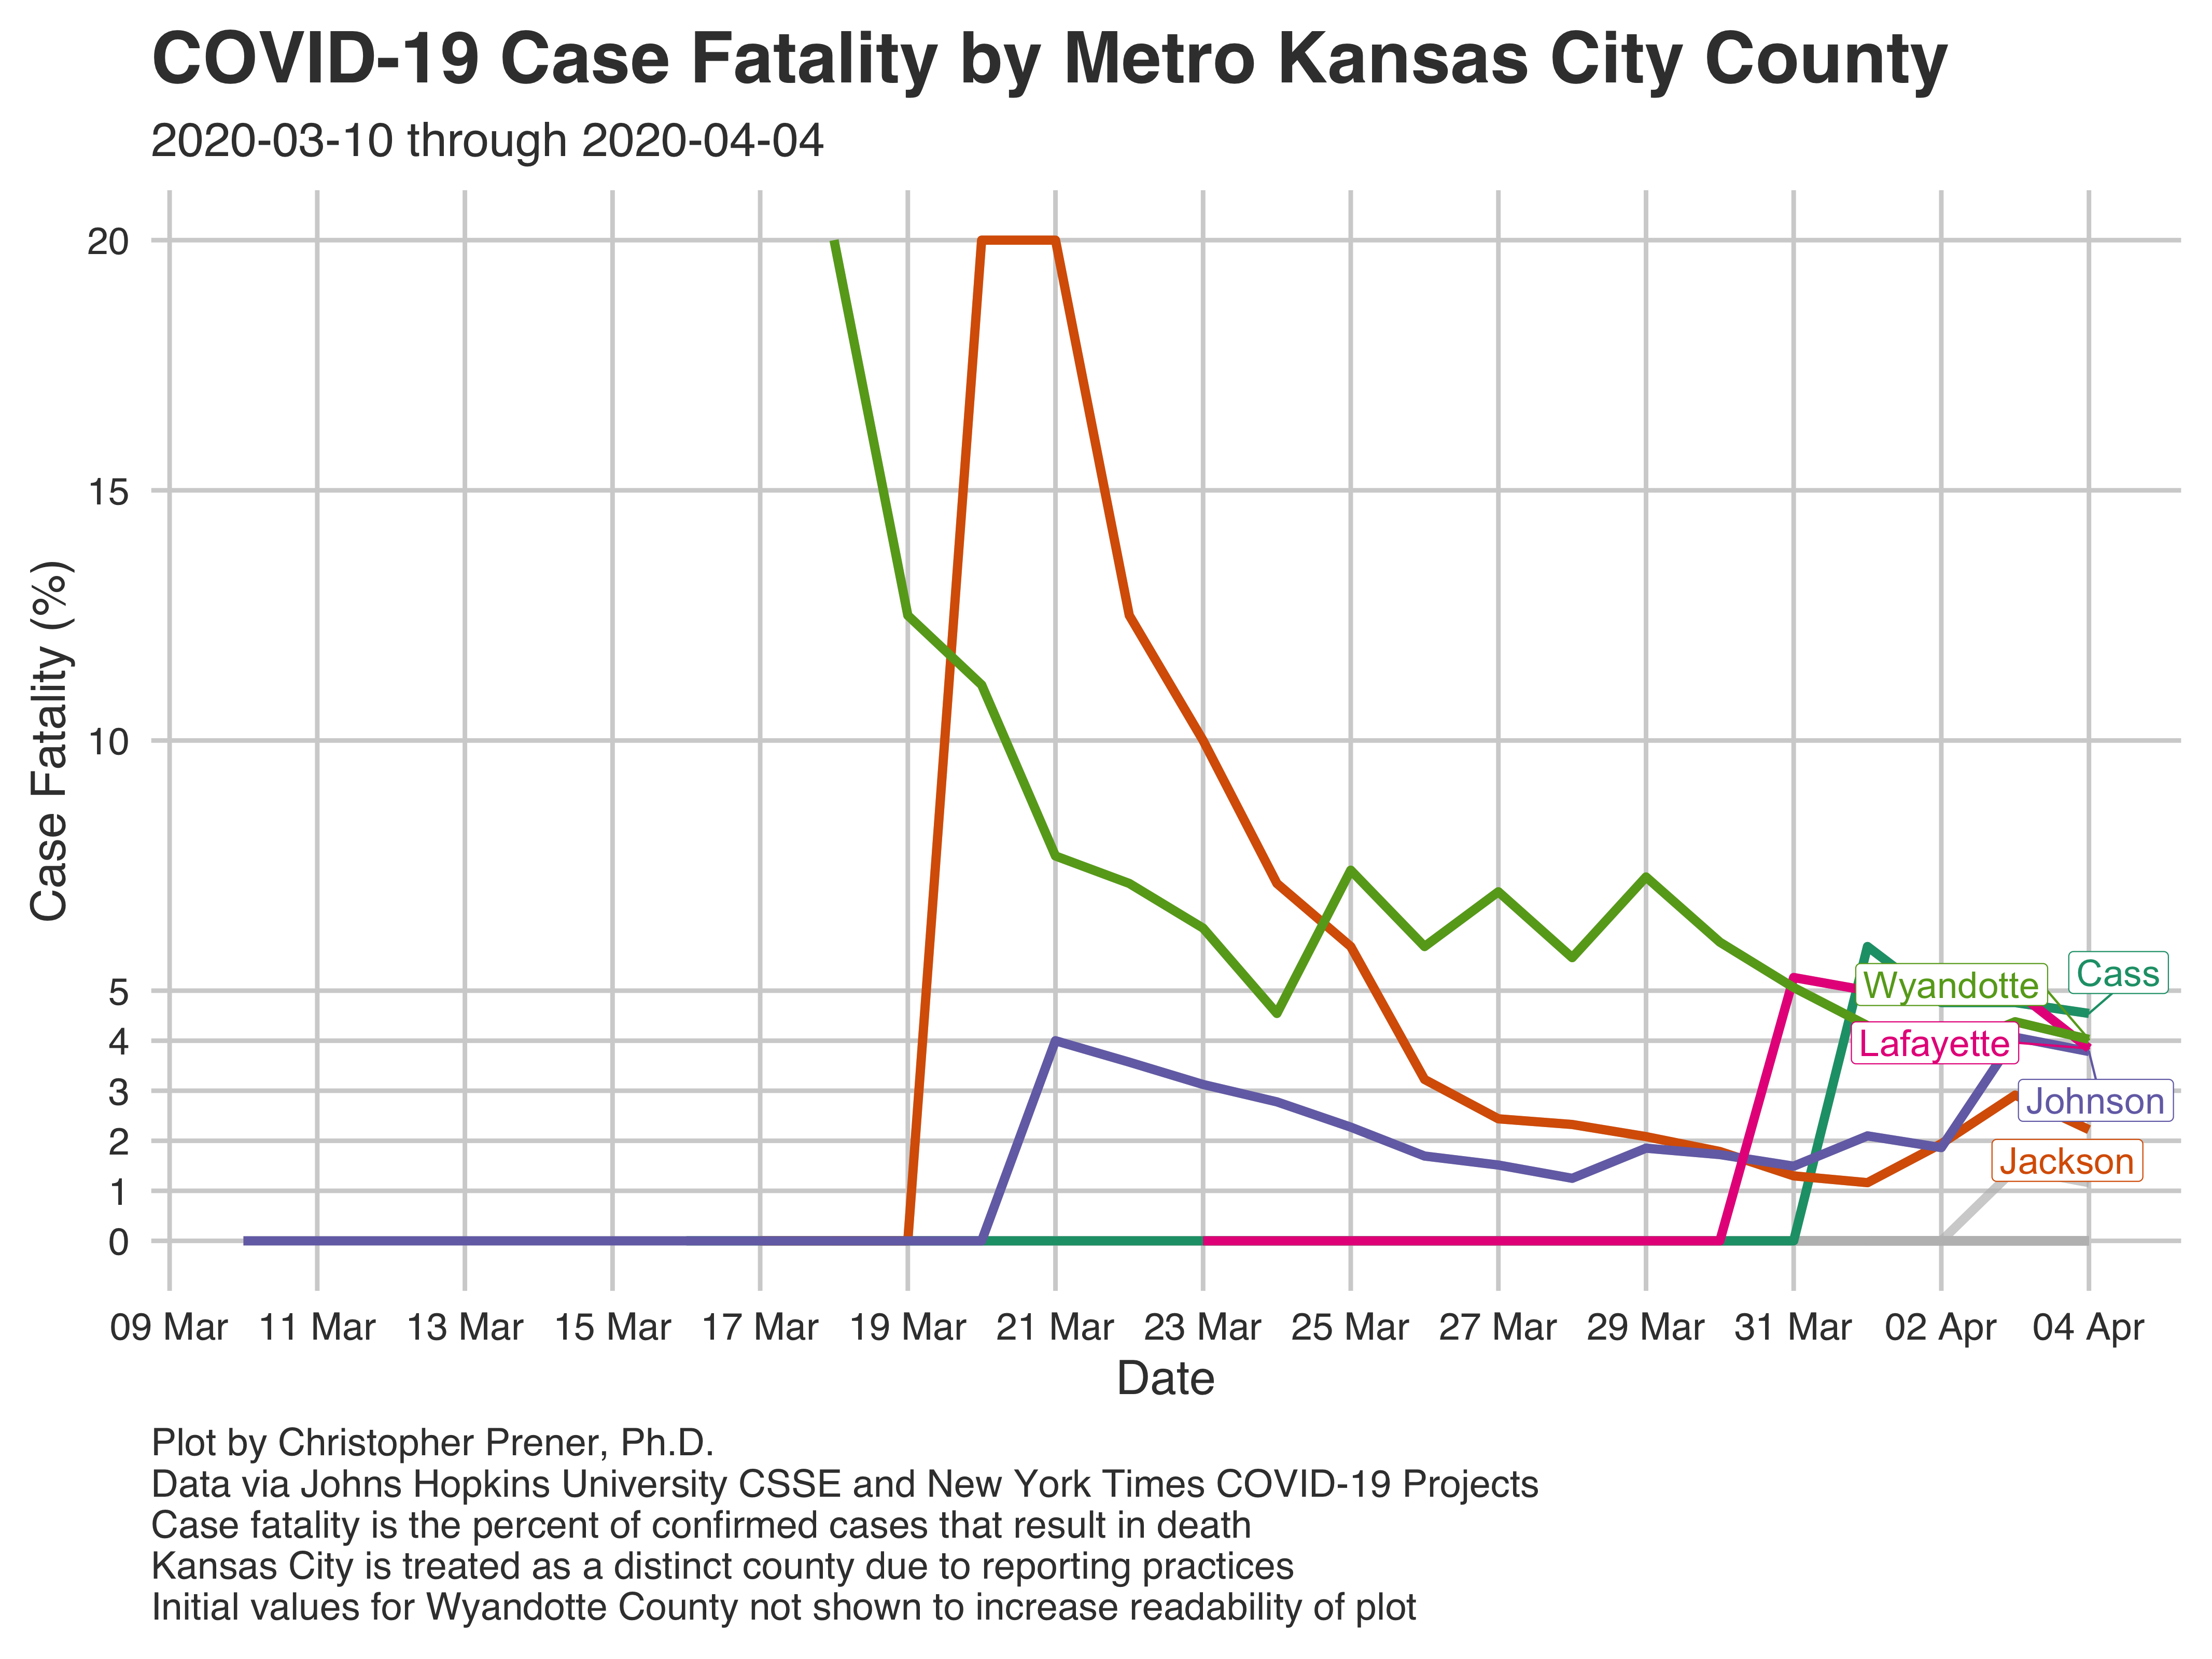 COVID-19 Case Fatality by Metro Kansas City County
2020-03-10 through 2020-04-04
Case Fatality (%)
20
15
10
5
4
3
2
1
0
Wyandotte
Cass
Lafayette
Johnson
Jackson
09 Mar 11 Mar 13 Mar 15 Mar 17 Mar 19 Mar 21 Mar 23 Mar 25 Mar 27 Mar 29 Mar 31 Mar 02 Apr 04 Apr
Date
Plot by Christopher Prener, Ph.D.
Data via Johns Hopkins University CSSE and New York Times COVID-19 Projects
Case fatality is the percent of confirmed cases that result in death
Kansas City is treated as a distinct county due to reporting practices
Initial values for Wyandotte County not shown to increase readability of plot